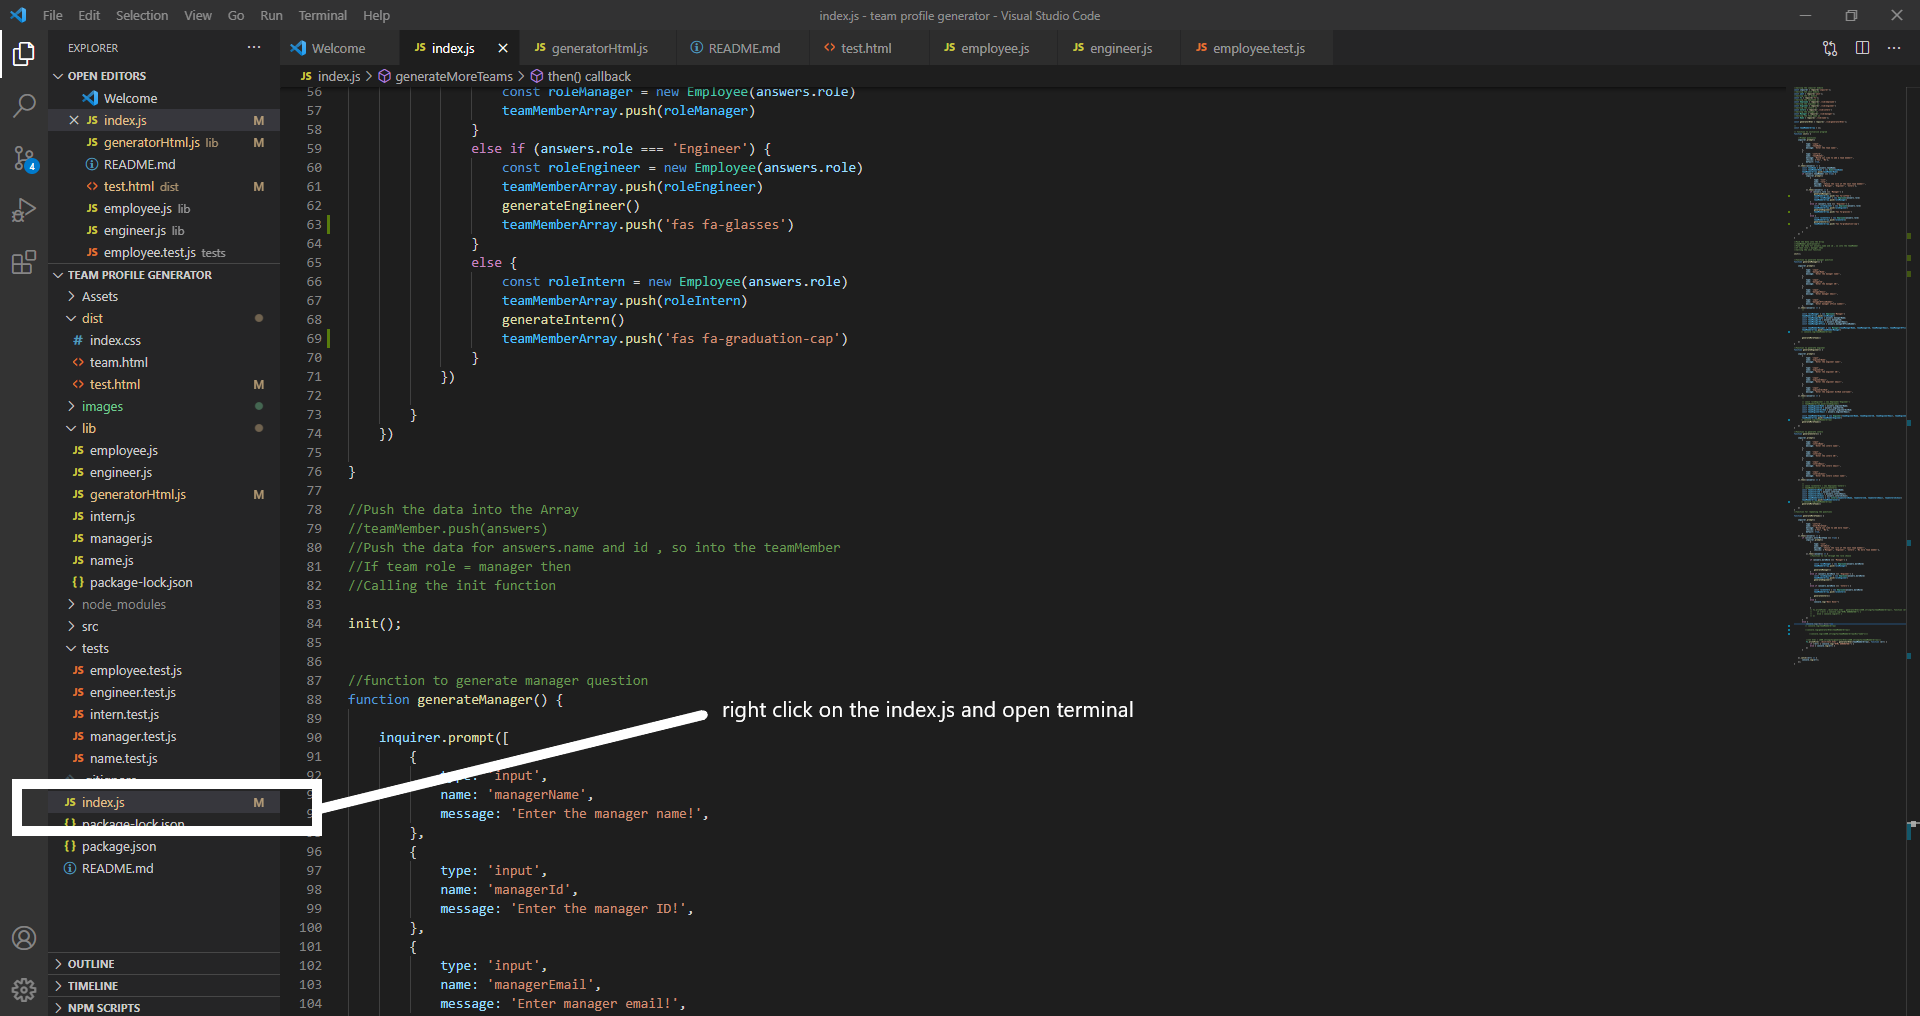 File Edit Selection View Go Run Terminal Help
index.js - team profile generator - Visual Studio Code
EXPLORER
Welcome
JS index.js
JS generatorHtml.js
README.md
test.html
JS employee.js
JS engineer.js
JS employee.test.js
JS index.js > generateMoreTeams > then() callback
OPEN EDITORS
Welcome
JS index.js M
JS generatorHtml.js lib M
README.md
test.html dist M
JS employee.js lib
JS engineer.js lib
JS employee.test.js tests
4
TEAM PROFILE GENERATOR
Assets
dist
# index.css
team.html
test.html M
images
lib
JS employee.js
JS engineer.js
JS generatorHtml.js M
JS intern.js
JS manager.js
JS name.js
{} package-lock.json
node_modules
src
tests
JS employee.test.js
JS engineer.test.js
JS intern.test.js
JS manager.test.js
JS name.test.js
.gitignore
JS index.js M
{} package-lock.json
{} package.json
README.md
OUTLINE
TIMELINE
NPM SCRIPTS
56 const roleManager = new Employee(answers.role)
57 teamMemberArray.push(roleManager)
58 }
59 else if (answers.role === 'Engineer') {
60 const roleEngineer = new Employee(answers.role)
61 teamMemberArray.push(roleEngineer)
62 generateEngineer()
63 teamMemberArray.push('fas fa-glasses')
64 }
65 else {
66 const roleIntern = new Employee(answers.role)
67 teamMemberArray.push(roleIntern)
68 generateIntern()
69 teamMemberArray.push('fas fa-graduation-cap')
70 }
71 })
72
73 }
74 })
75
76 }
77
78 //Push the data into the Array
79 //teamMember.push(answers)
80 //Push the data for answers.name and id , so into the teamMember
81 //If team role = manager then
82 //Calling the init function
83
84 init();
85
86
87 //function to generate manager question
88 function generateManager() {
89
90 inquirer.prompt([
91 {
92 type: 'input',
name: 'managerName',
message: 'Enter the manager name!',
},
96 {
97 type: 'input',
98 name: 'managerId',
99 message: 'Enter the manager ID!',
100 },
101 {
102 type: 'input',
103 name: 'managerEmail',
104 message: 'Enter manager email!',
right click on the index.js and open terminal